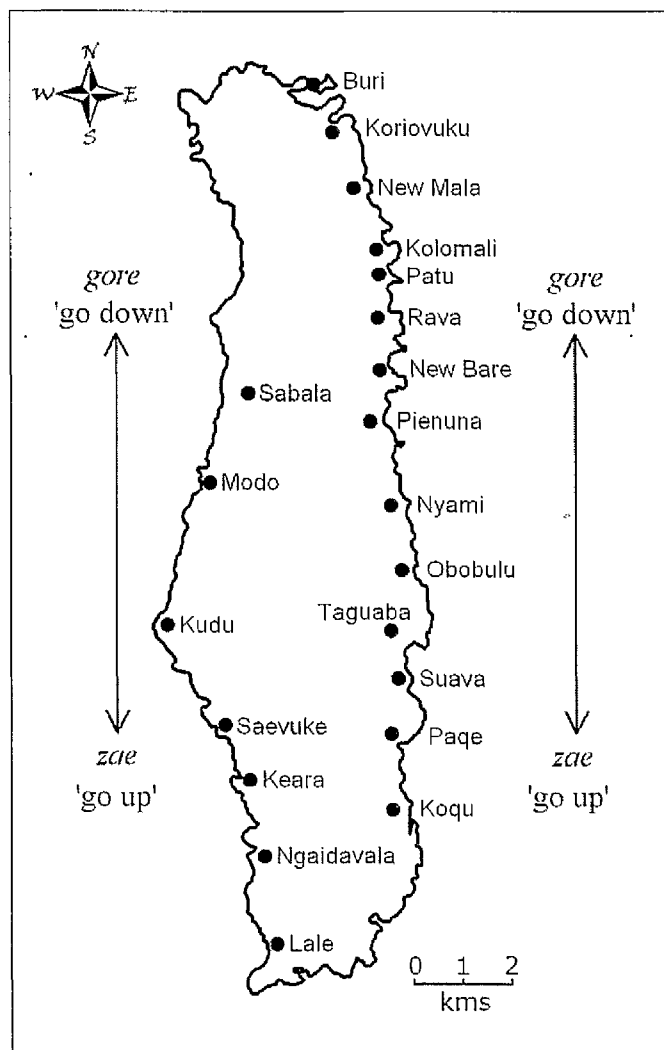 N
W E
S
Buri
Koriovuku
New Mala
Kolomali
gore
'go down'
Patu
gore
'go down'
Rava
New Bare
Sabala
Pienuna
Modo
Nyami
Obobulu
Taguaba
Kudu
Suava
Saevuke
Paqe
zae
'go up'
zae
'go up'
Keara
Koqu
Ngaidavala
Lale
0 1 2
kms